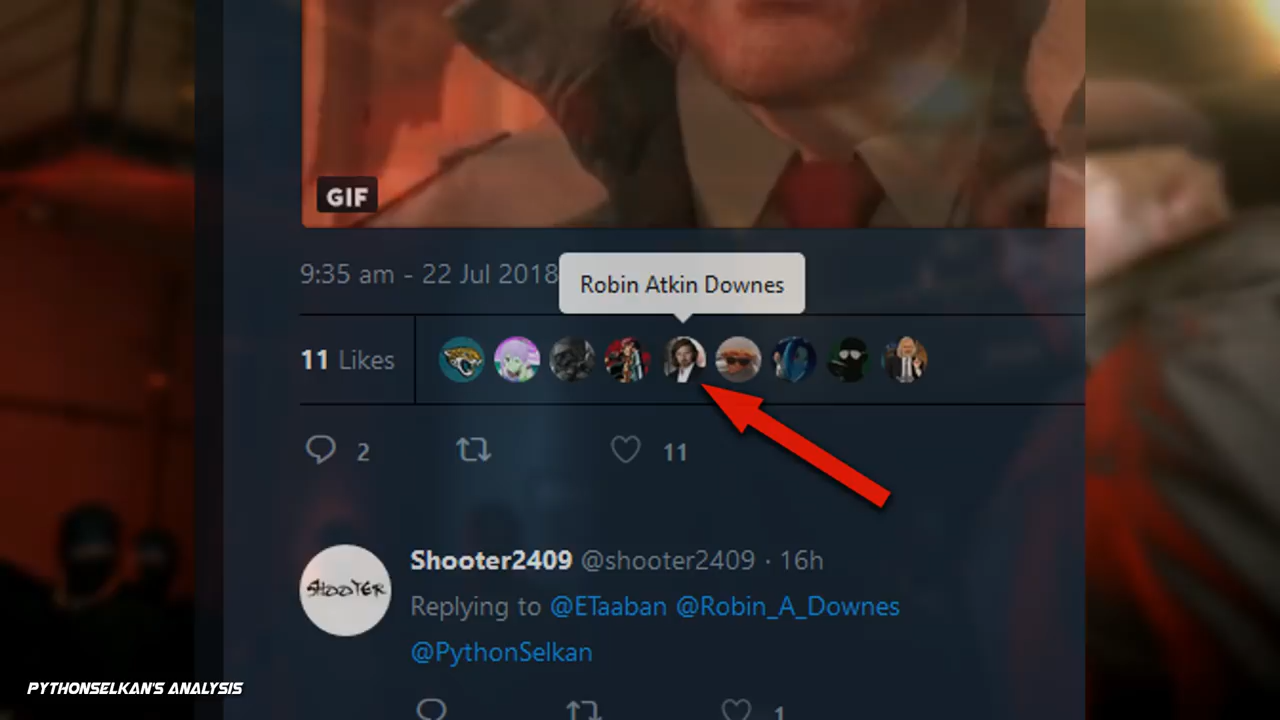 GIF
9:35 am - 22 Jul 2018
Robin Atkin Downes
11 Likes
2
11
SHOOTER
Shooter2409 @shooter2409 · 16h
Replying to @ETaaban @Robin_A_Downes
@PythonSelkan
1
PYTHONSELKAN'S ANALYSIS